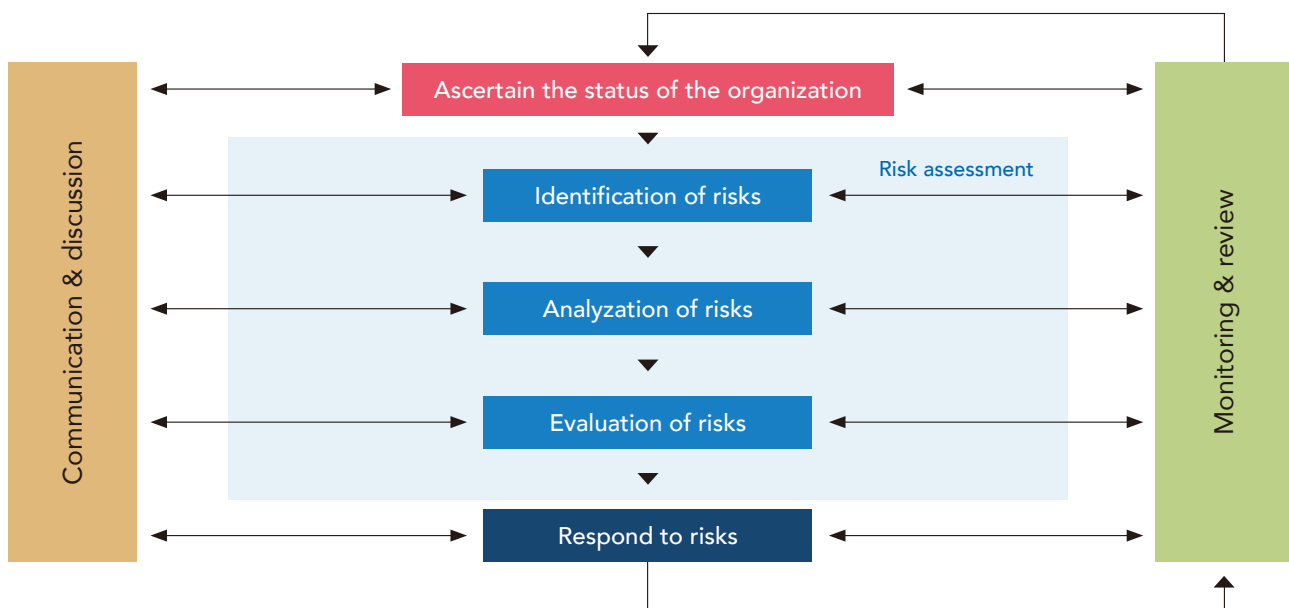 Ascertain the status of the organization
Communication & discussion
Risk assessment
Identification of risks
Analyzation of risks
Evaluation of risks
Respond to risks
Monitoring & review